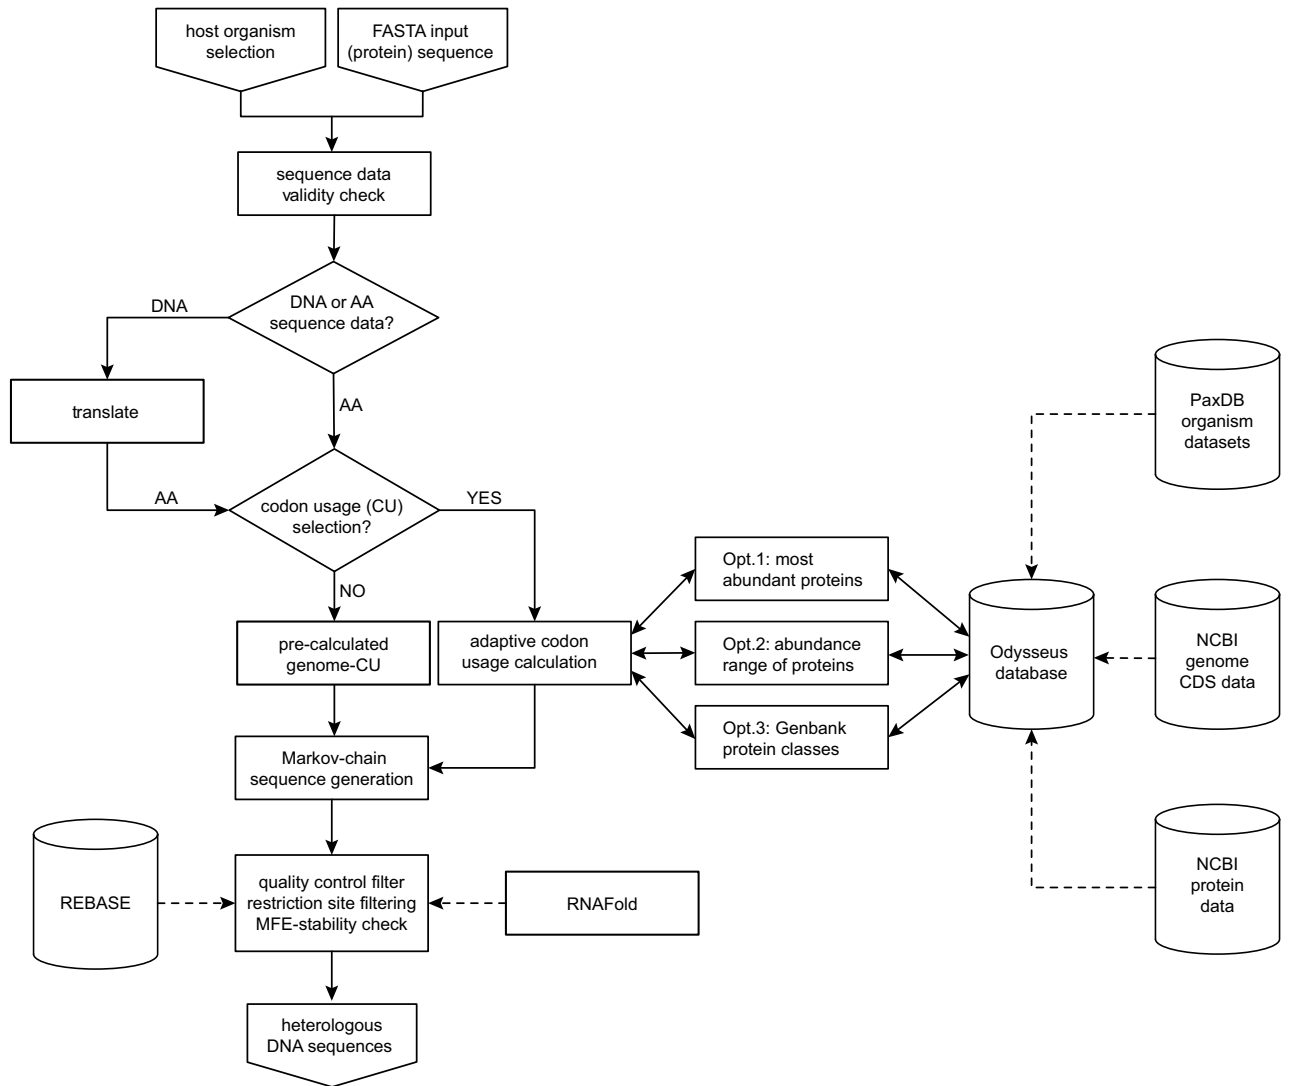 host organism
selection
FASTA input
(protein) sequence
sequence data
validity check
DNA or AA
sequence data?
DNA
translate
AA
AA
codon usage (CU)
selection?
YES
NO
pre-calculated
genome-CU
adaptive codon
usage calculation
Opt.1: most
abundant proteins
Opt.2: abundance
range of proteins
Opt.3: Genbank
protein classes
Odysseus
database
PaxDB
organism
datasets
NCBI
genome
CDS data
NCBI
protein
data
Markov-chain
sequence generation
REBASE
quality control filter
restriction site filtering
MFE-stability check
RNAFold
heterologous
DNA sequences